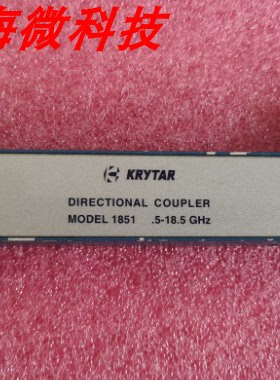 海微科技
KRYTAR
DIRECTIONAL COUPLER
MODEL 1851 .5-18.5 GHz